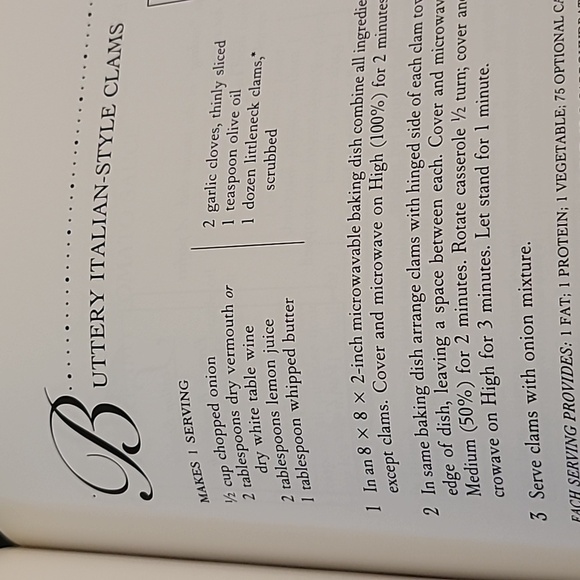 BUTTERY ITALIAN-STYLE CLAMS
MAKES 1 SERVING
½ cup chopped onion
2 tablespoons dry vermouth or
dry white table wine
2 tablespoons lemon juice
1 tablespoon whipped butter
2 garlic cloves, thinly sliced
1 teaspoon olive oil
1 dozen littleneck clams,*
scrubbed
1 In an 8 × 8 × 2-inch microwavable baking dish combine all ingredie
except clams. Cover and microwave on High (100%) for 2 minutes
2 In same baking dish arrange clams with hinged side of each clam tow
edge of dish, leaving a space between each. Cover and microwav
Medium (50%) for 2 minutes. Rotate casserole ½ turn; cover and
crowave on High for 3 minutes. Let stand for 1 minute.
3 Serve clams with onion mixture.
EACH SERVING PROVIDES: 1 FAT; 1 PROTEIN; 1 VEGETABLE; 75 OPTIONAL CA